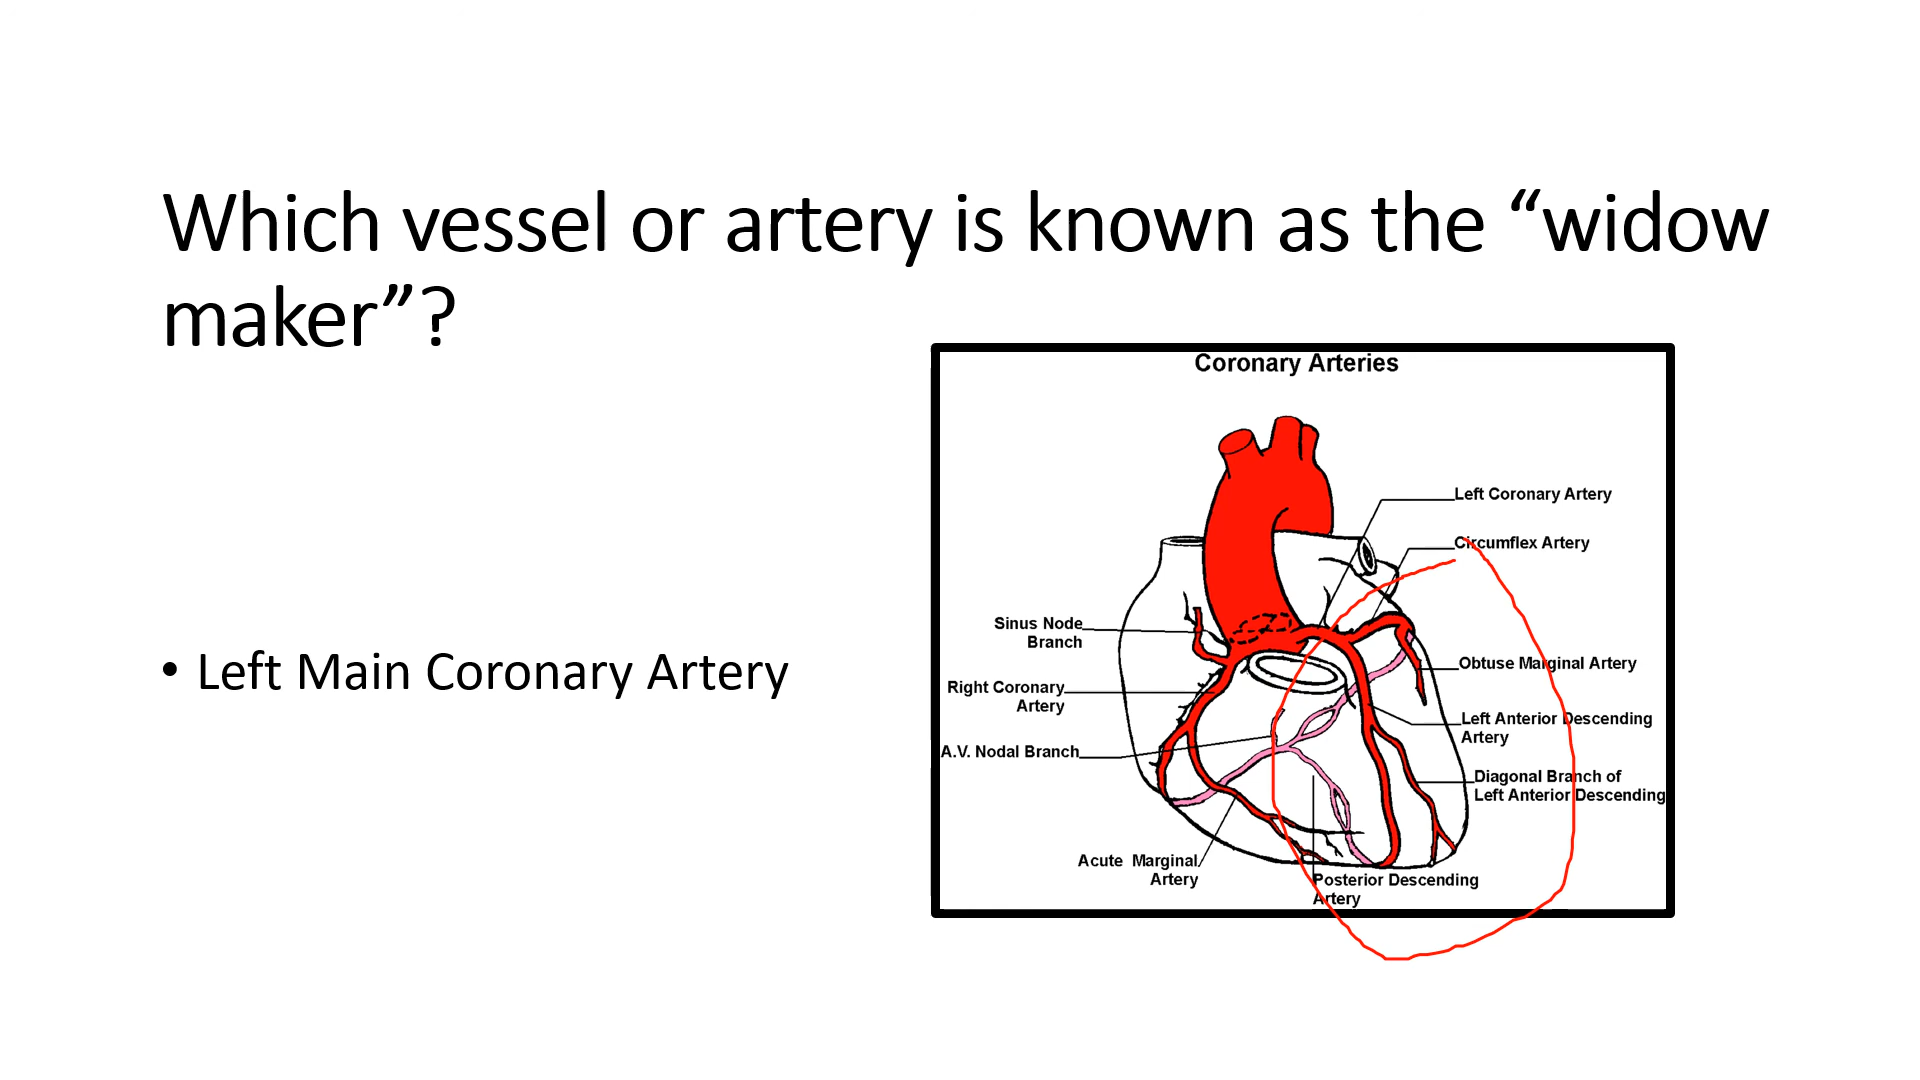 Which vessel or artery is known as the “widow
maker”?
• Left Main Coronary Artery
Coronary Arteries
Left Coronary Artery
Circumflex Artery
Sinus Node
Branch
Obtuse Marginal Artery
Right Coronary
Artery
Left Anterior Descending
Artery
A.V. Nodal Branch
Diagonal Branch of
Left Anterior Descending
Acute Marginal
Artery
Posterior Descending
Artery